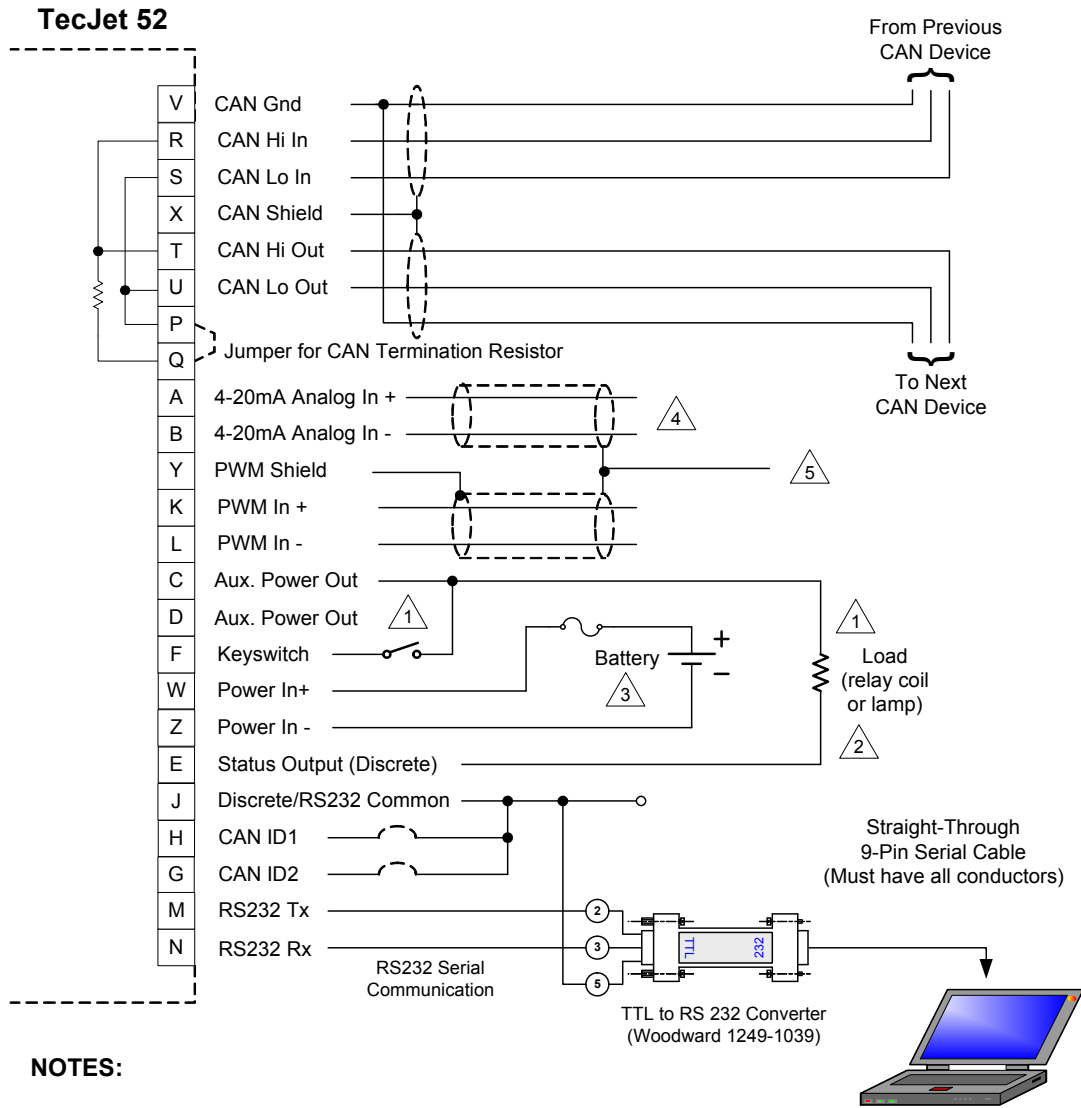 TecJet 52
From Previous
CAN Device
V CAN Gnd
R CAN Hi In
S CAN Lo In
X CAN Shield
T CAN Hi Out
U CAN Lo Out
P
Q Jumper for CAN Termination Resistor
To Next
CAN Device
A 4-20mA Analog In +
4
B 4-20mA Analog In -
Y PWM Shield
5
K PWM In +
L PWM In -
C Aux. Power Out
D Aux. Power Out
1
1
F Keyswitch
Battery
+
−
3
Load
(relay coil
or lamp)
2
W Power In+
Z Power In -
E Status Output (Discrete)
J Discrete/RS232 Common
H CAN ID1
G CAN ID2
Straight-Through
9-Pin Serial Cable
(Must have all conductors)
M RS232 Tx
2
N RS232 Rx
3
5
TTL
232
RS232 Serial
Communication
TTL to RS 232 Converter
(Woodward 1249-1039)
NOTES: